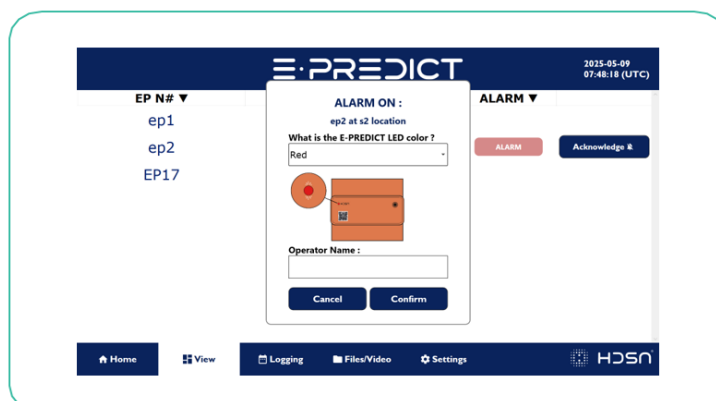 E·PREDICT
2025-05-09
07:48:18 (UTC)
EP N# ▼
ALARM ▼
ep1
ep2
EP17
ALARM
Acknowledge
ALARM ON :
ep2 at s2 location
What is the E-PREDICT LED color ?
Red
Operator Name :
Cancel
Confirm
Home
View
Logging
Files/Video
Settings
HDSN